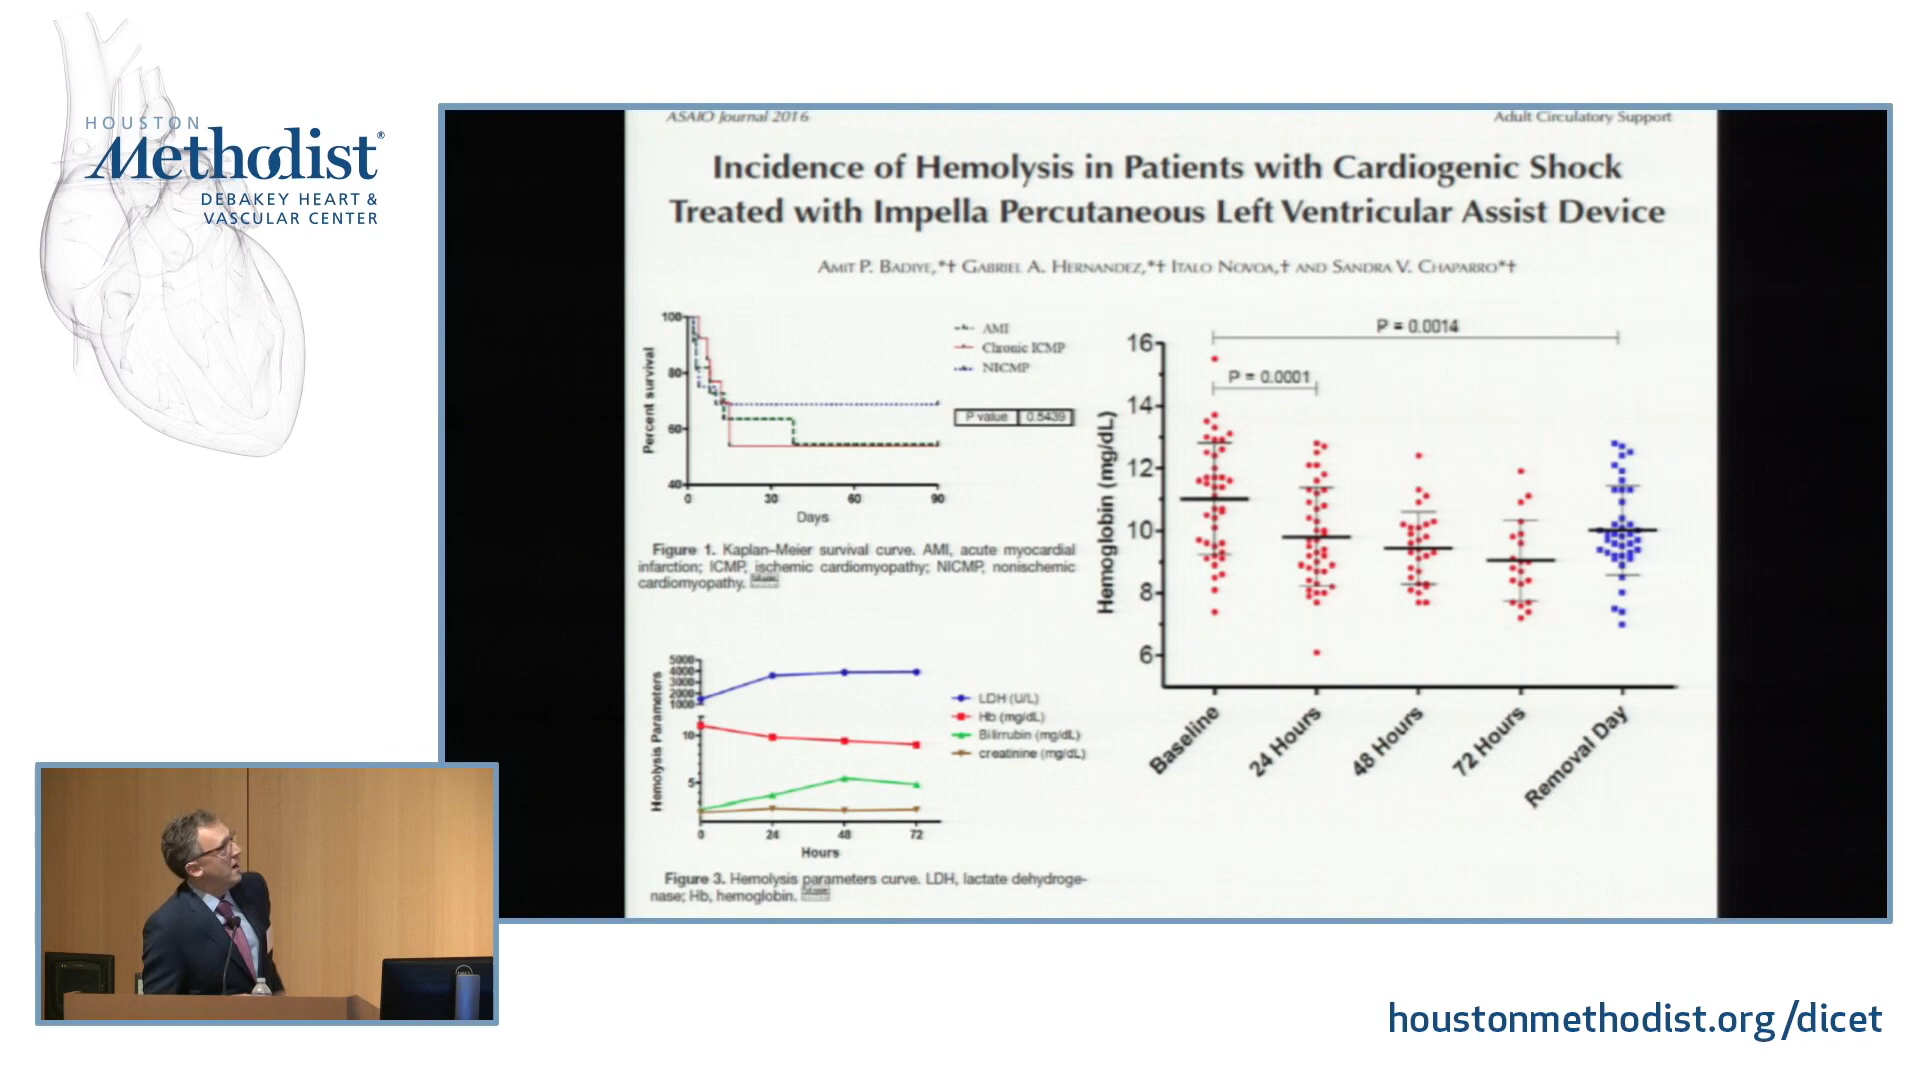 HOUSTON
Methodist®
DEBAKEY HEART &
VASCULAR CENTER
ASAIO Journal 2016
Adult Circulatory Support
Incidence of Hemolysis in Patients with Cardiogenic Shock
Treated with Impella Percutaneous Left Ventricular Assist Device
AMIT P. BADIYE,*† GABRIEL A. HERNANDEZ,*† ITALO NOVOA,† AND SANDRA V. CHAPARRO*†
Percent survival
100
80
60
40
0 30 60 90
Days
AMI
Chronic ICMP
NICMP
P value 0.5439
Figure 1. Kaplan–Meier survival curve. AMI, acute myocardial
infarction; ICMP, ischemic cardiomyopathy; NICMP, nonischemic
cardiomyopathy.
Hemolysis Parameters
5000
4000
3000
2000
1000
10
5
0 24 48 72
Hours
LDH (U/L)
Hb (mg/dL)
Bilirrubin (mg/dL)
creatinine (mg/dL)
Figure 3. Hemolysis parameters curve. LDH, lactate dehydroge-
nase; Hb, hemoglobin.
P = 0.0014
P = 0.0001
Hemoglobin (mg/dL)
16
14
12
10
8
6
Baseline
24 Hours
48 Hours
72 Hours
Removal Day
DELL
houstonmethodist.org/dicet